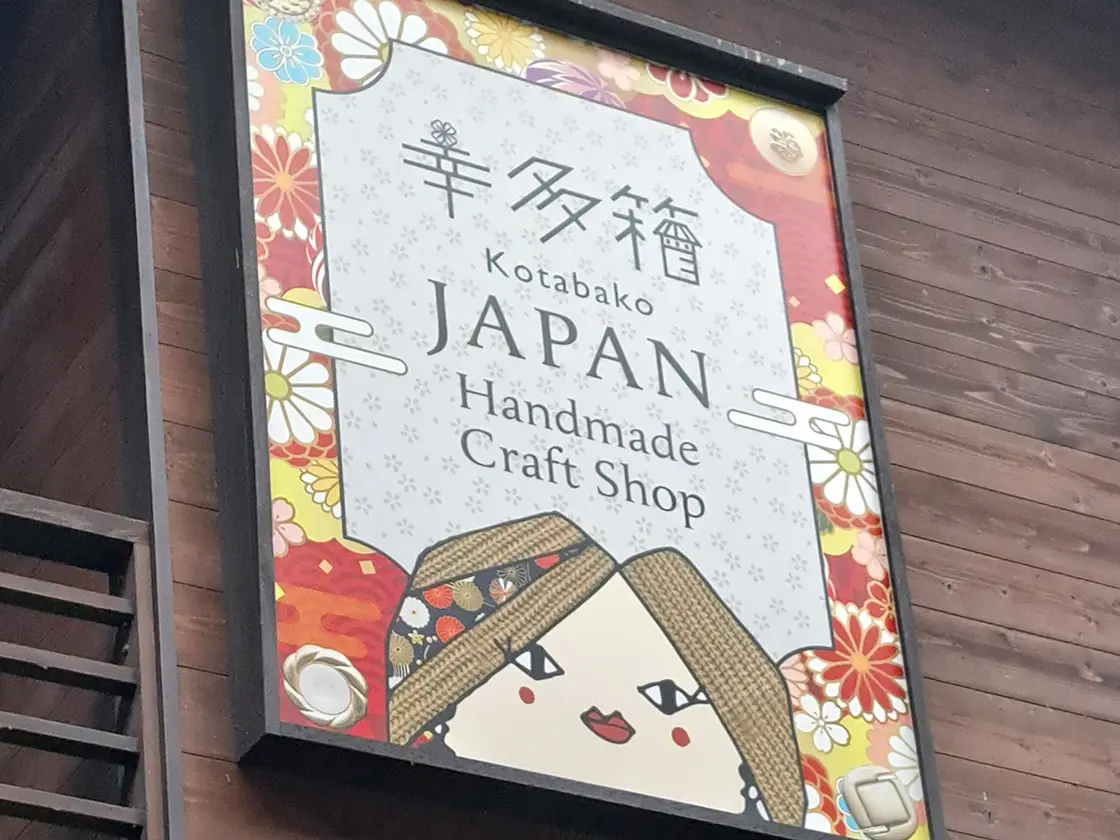 幸多箱
Kotabako
JAPAN
Handmade
Craft Shop